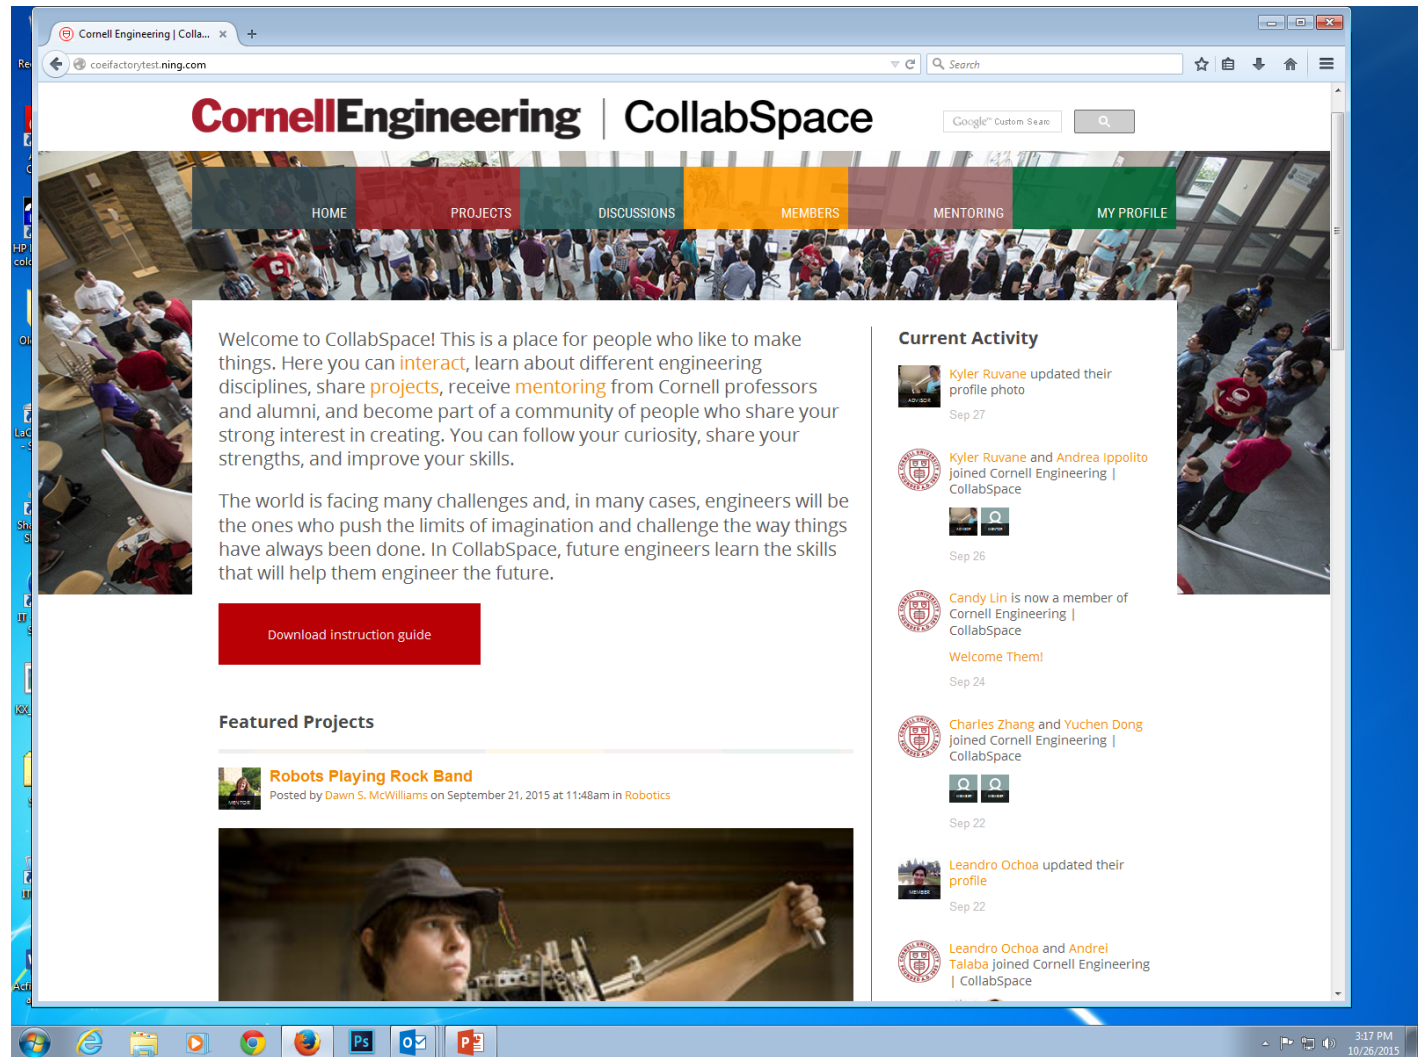 Cornell Engineering | Colla...
coeifactorytest.ning.com
Search
CornellEngineering | CollabSpace
Google™ Custom Searc
HOME
PROJECTS
DISCUSSIONS
MEMBERS
MENTORING
MY PROFILE
Welcome to CollabSpace! This is a place for people who like to make
things. Here you can interact, learn about different engineering
disciplines, share projects, receive mentoring from Cornell professors
and alumni, and become part of a community of people who share your
strong interest in creating. You can follow your curiosity, share your
strengths, and improve your skills.
The world is facing many challenges and, in many cases, engineers will be
the ones who push the limits of imagination and challenge the way things
have always been done. In CollabSpace, future engineers learn the skills
that will help them engineer the future.
Download instruction guide
Featured Projects
Robots Playing Rock Band
Posted by Dawn S. McWilliams on September 21, 2015 at 11:48am in Robotics
MENTOR
Current Activity
Kyler Ruvane updated their
profile photo
ADVISOR
Sep 27
Kyler Ruvane and Andrea Ippolito
joined Cornell Engineering |
CollabSpace
Sep 26
Candy Lin is now a member of
Cornell Engineering |
CollabSpace
Welcome Them!
Sep 24
Charles Zhang and Yuchen Dong
joined Cornell Engineering |
CollabSpace
Sep 22
Leandro Ochoa updated their
profile
MEMBER
Sep 22
Leandro Ochoa and Andrei
Talaba joined Cornell Engineering
| CollabSpace
Ps
3:17 PM
10/26/2015